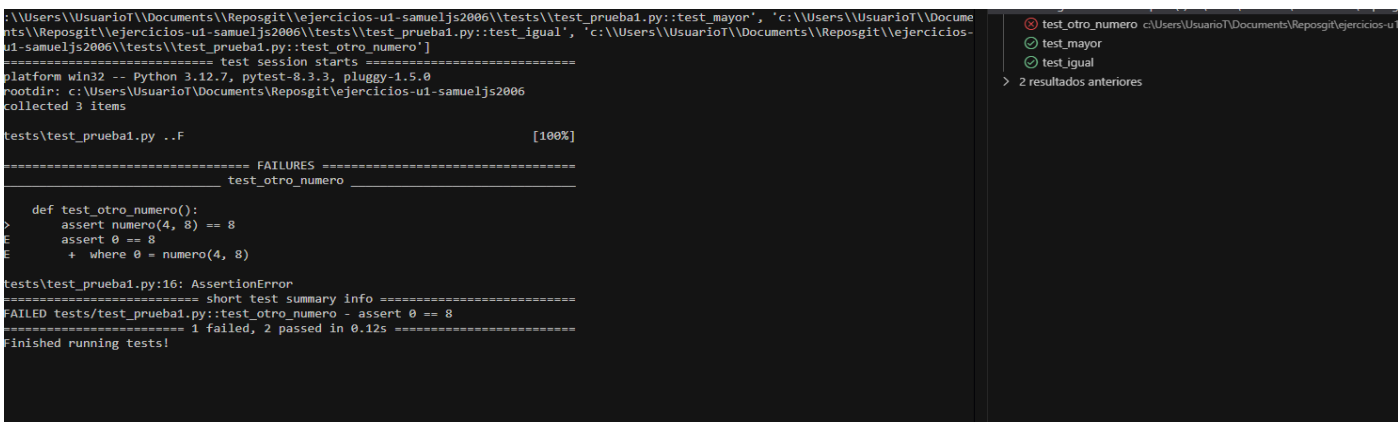 :\\Users\\UsuarioT\\Documents\\Reposgit\\ejercicios-u1-samueljs2006\\tests\\test_prueba1.py::test_mayor', 'c:\\Users\\UsuarioT\\Docume
nts\\Reposgit\\ejercicios-u1-samueljs2006\\tests\\test_prueba1.py::test_igual', 'c:\\Users\\UsuarioT\\Documents\\Reposgit\\ejercicios-
u1-samueljs2006\\tests\\test_prueba1.py::test_otro_numero']
============================= test session starts =============================
platform win32 -- Python 3.12.7, pytest-8.3.3, pluggy-1.5.0
rootdir: c:\Users\UsuarioT\Documents\Reposgit\ejercicios-u1-samueljs2006
collected 3 items
tests\test_prueba1.py ..F [100%]
================================== FAILURES ===================================
______________________________ test_otro_numero _______________________________
def test_otro_numero():
> assert numero(4, 8) == 8
E assert 0 == 8
E + where 0 = numero(4, 8)
tests\test_prueba1.py:16: AssertionError
=========================== short test summary info ===========================
FAILED tests/test_prueba1.py::test_otro_numero - assert 0 == 8
========================= 1 failed, 2 passed in 0.12s =========================
Finished running tests!
test_otro_numero c:\Users\UsuarioT\Documents\Reposgit\ejercicios-u1
test_mayor
test_igual
> 2 resultados anteriores